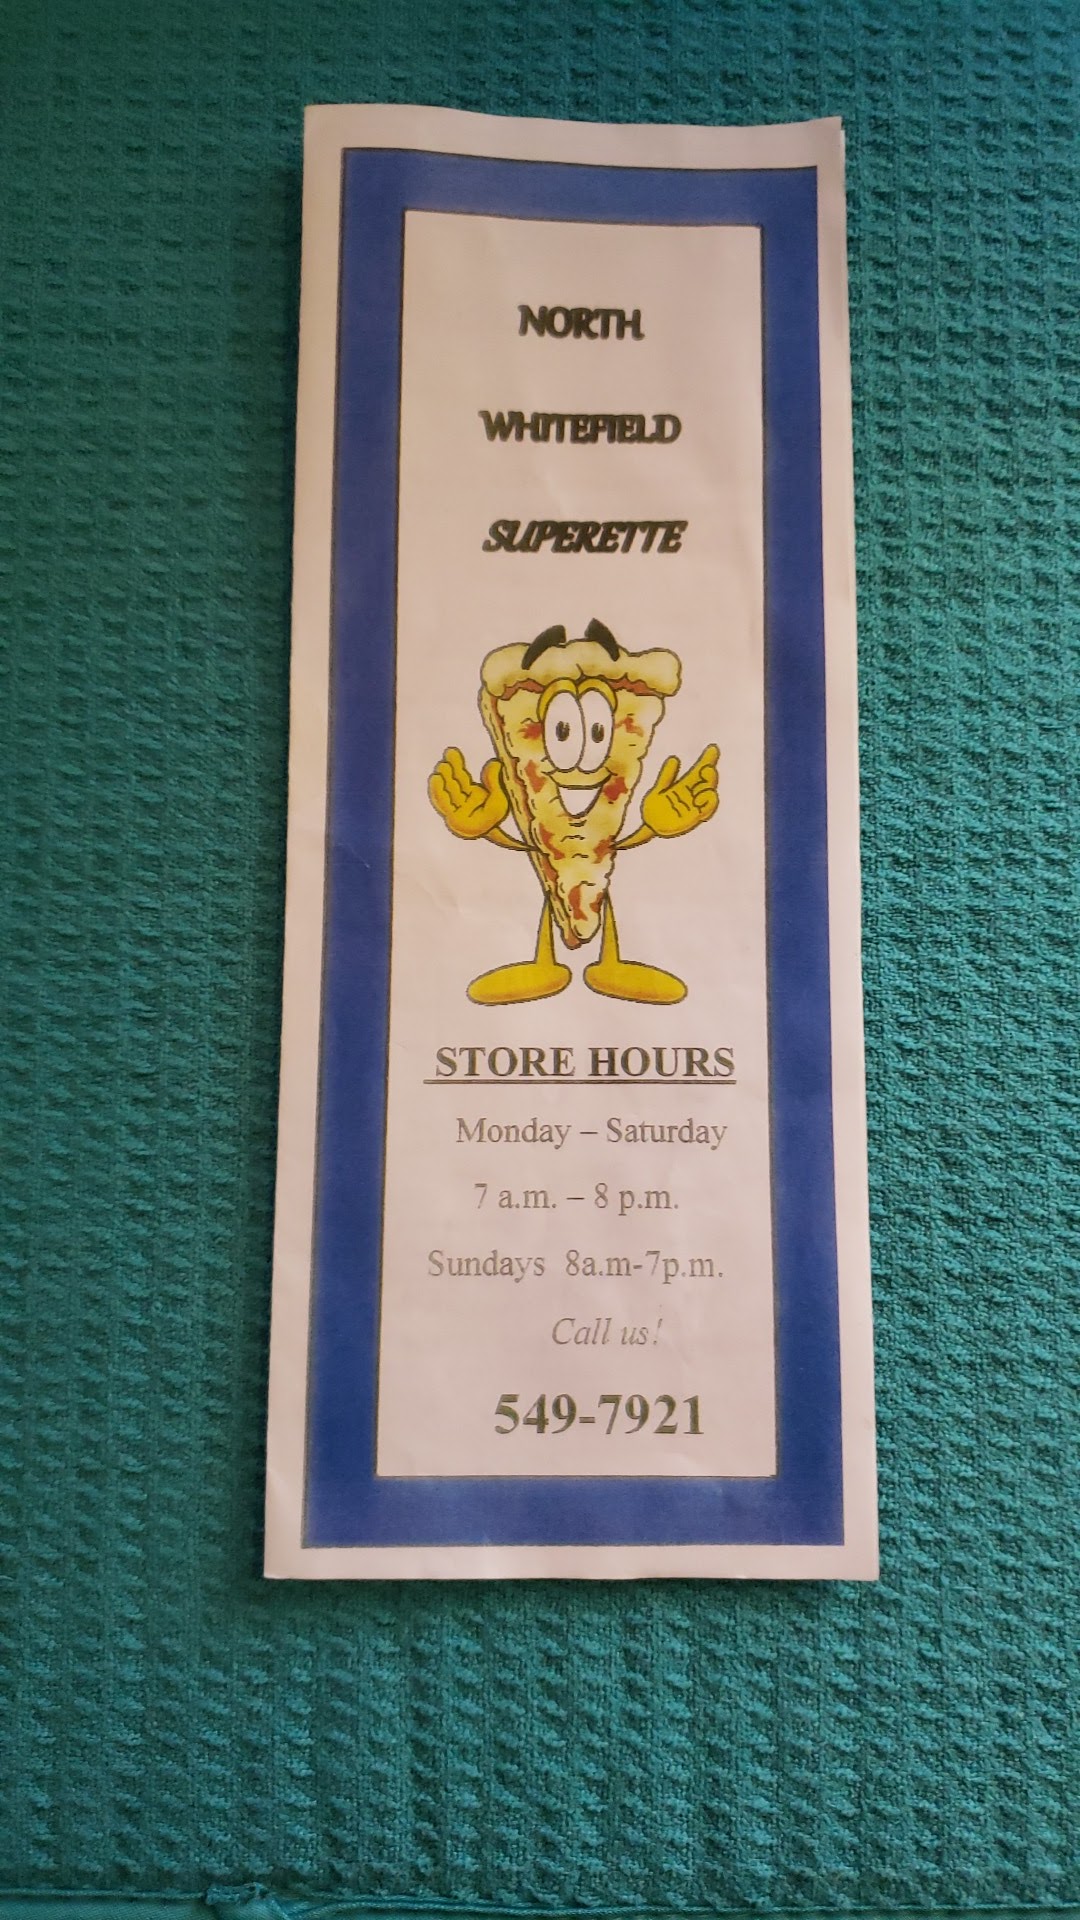 NORTH
WHITEFIELD
SUPERETTE
STORE HOURS
Monday – Saturday
7 a.m. – 8 p.m.
Sundays 8a.m-7p.m.
Call us!
549-7921